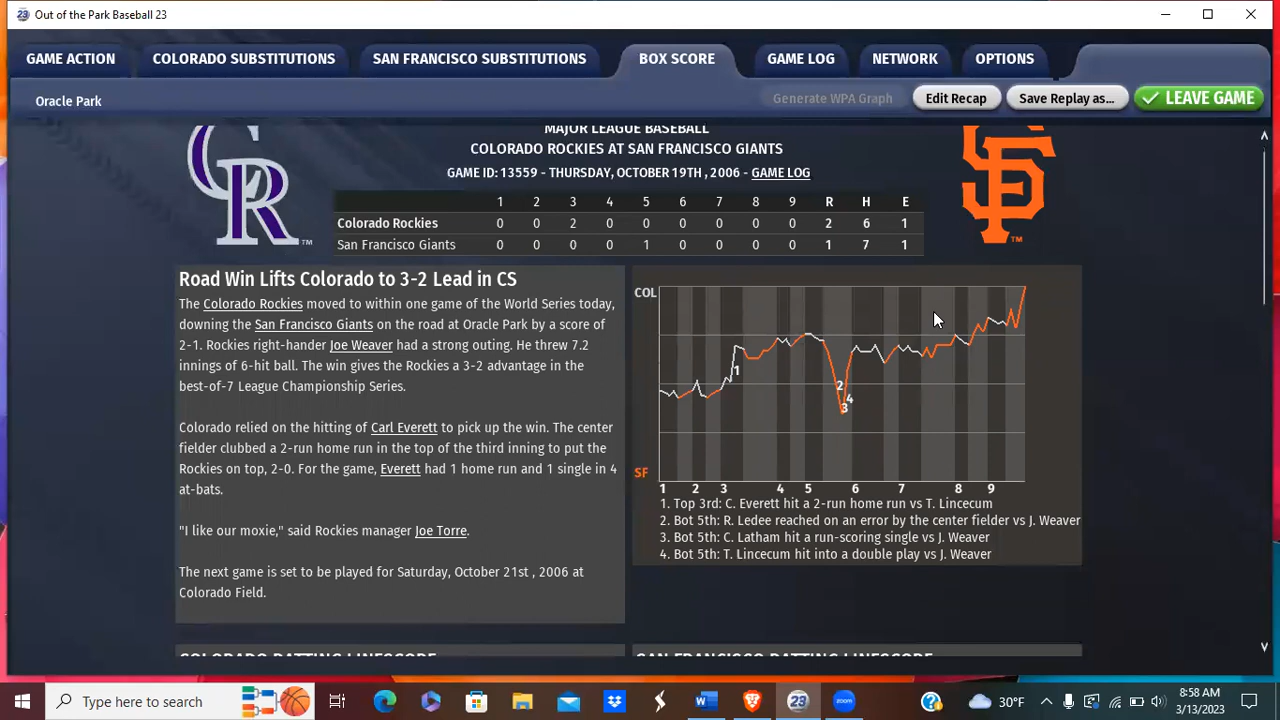 23 Out of the Park Baseball 23
GAME ACTION COLORADO SUBSTITUTIONS SAN FRANCISCO SUBSTITUTIONS BOX SCORE GAME LOG NETWORK OPTIONS
Oracle Park Generate WPA Graph Edit Recap Save Replay as... LEAVE GAME
MAJOR LEAGUE BASEBALL
COLORADO ROCKIES AT SAN FRANCISCO GIANTS
GAME ID: 13559 - THURSDAY, OCTOBER 19TH , 2006 - GAME LOG
CR TM
SF TM
1 2 3 4 5 6 7 8 9 R H E
Colorado Rockies 0 0 2 0 0 0 0 0 0 2 6 1
San Francisco Giants 0 0 0 0 1 0 0 0 0 1 7 1
Road Win Lifts Colorado to 3-2 Lead in CS
The Colorado Rockies moved to within one game of the World Series today,
downing the San Francisco Giants on the road at Oracle Park by a score of
2-1. Rockies right-hander Joe Weaver had a strong outing. He threw 7.2
innings of 6-hit ball. The win gives the Rockies a 3-2 advantage in the
best-of-7 League Championship Series.
Colorado relied on the hitting of Carl Everett to pick up the win. The center
fielder clubbed a 2-run home run in the top of the third inning to put the
Rockies on top, 2-0. For the game, Everett had 1 home run and 1 single in 4
at-bats.
"I like our moxie," said Rockies manager Joe Torre.
The next game is set to be played for Saturday, October 21st , 2006 at
Colorado Field.
COL
1
2
4
3
SF
1 2 3 4 5 6 7 8 9
1. Top 3rd: C. Everett hit a 2-run home run vs T. Lincecum
2. Bot 5th: R. Ledee reached on an error by the center fielder vs J. Weaver
3. Bot 5th: C. Latham hit a run-scoring single vs J. Weaver
4. Bot 5th: T. Lincecum hit into a double play vs J. Weaver
COLORADO BATTING LINESCORE SAN FRANCISCO BATTING LINESCORE
Type here to search 23 zoom 30°F 8:58 AM
3/13/2023